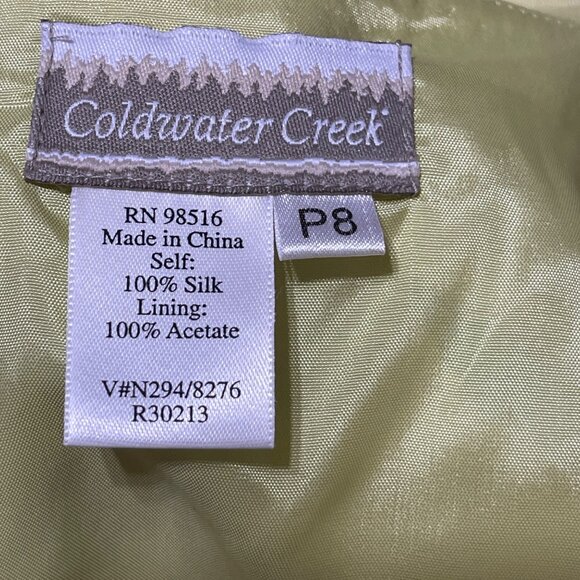 Coldwater Creek
P8
RN 98516
Made in China
Self:
100% Silk
Lining:
100% Acetate
V#N294/8276
R30213